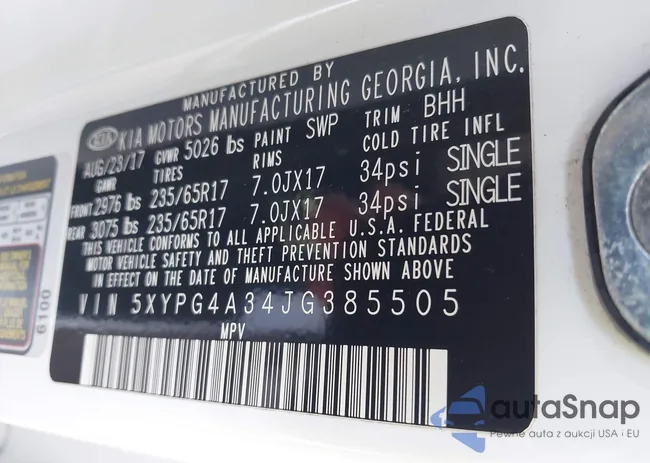 MANUFACTURED BY
KIA KIA MOTORS MANUFACTURING GEORGIA, INC.
AUG/23/17 GVWR 5026 lbs PAINT SWP TRIM BHH
GAWR TIRES RIMS COLD TIRE INFL
FRONT 2976 lbs 235/65R17 7.0JX17 34psi SINGLE
REAR 3075 lbs 235/65R17 7.0JX17 34psi SINGLE
THIS VEHICLE CONFORMS TO ALL APPLICABLE U.S.A. FEDERAL
MOTOR VEHICLE SAFETY AND THEFT PREVENTION STANDARDS
IN EFFECT ON THE DATE OF MANUFACTURE SHOWN ABOVE
VIN 5XYPG4A34JG385505
MPV
6100
autaSnap
Pewne auta z aukcji USA i EU